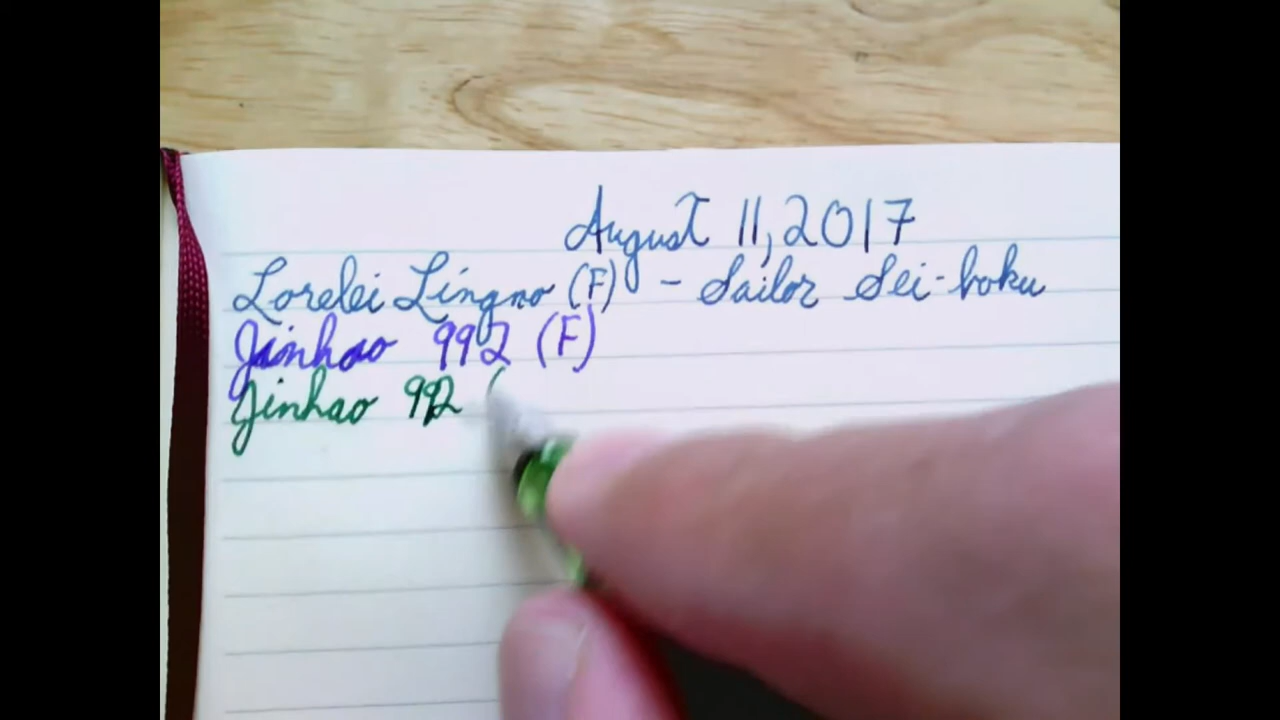 August 11, 2017
Lorelei Lingno (F) - Sailor Sei-boku
Jinhao 992 (F)
Jinhao 992 (